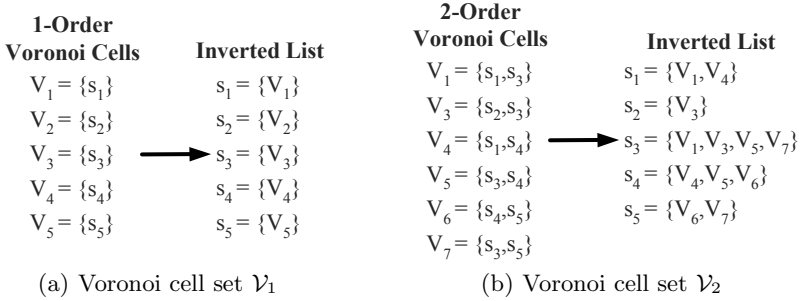 1-Order
Voronoi Cells
Inverted List
V₁ = {s₁}
V₂ = {s₂}
V₃ = {s₃}
V₄ = {s₄}
V₅ = {s₅}
s₁ = {V₁}
s₂ = {V₂}
s₃ = {V₃}
s₄ = {V₄}
s₅ = {V₅}
(a) Voronoi cell set 𝒱₁
2-Order
Voronoi Cells
Inverted List
V₁ = {s₁,s₃}
V₃ = {s₂,s₃}
V₄ = {s₁,s₄}
V₅ = {s₃,s₄}
V₆ = {s₄,s₅}
V₇ = {s₃,s₅}
s₁ = {V₁,V₄}
s₂ = {V₃}
s₃ = {V₁,V₃,V₅,V₇}
s₄ = {V₄,V₅,V₆}
s₅ = {V₆,V₇}
(b) Voronoi cell set 𝒱₂